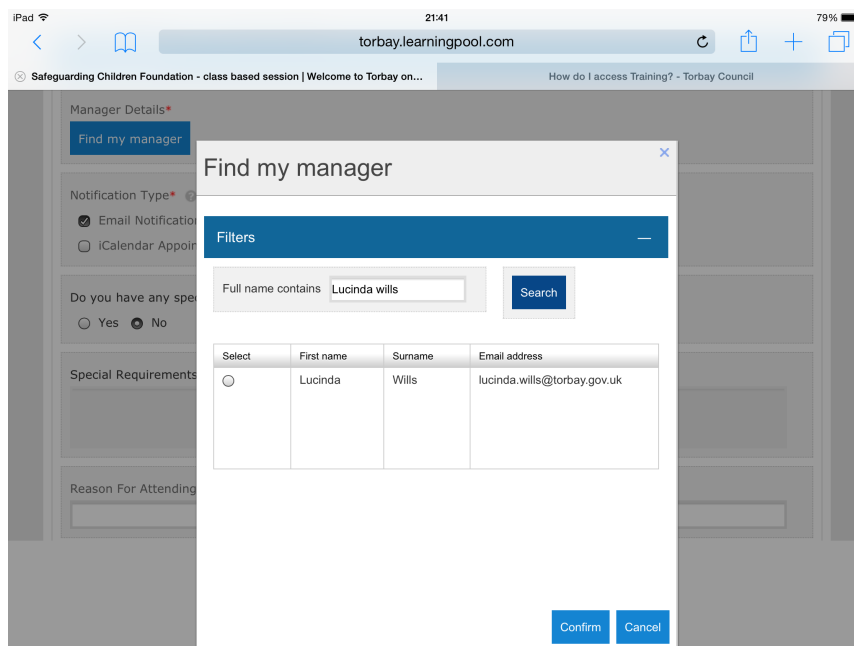 iPad 21:41 79%
torbay.learningpool.com
Safeguarding Children Foundation - class based session | Welcome to Torbay on... How do I access Training? - Torbay Council
Manager Details*
Find my manager
Find my manager
×
Notification Type* ?
Email Notification
iCalendar Appoin
Filters —
Full name contains Lucinda wills Search
Do you have any spe
Yes No
Select First name Surname Email address
Lucinda Wills lucinda.wills@torbay.gov.uk
Special Requirements
Reason For Attending
Confirm Cancel